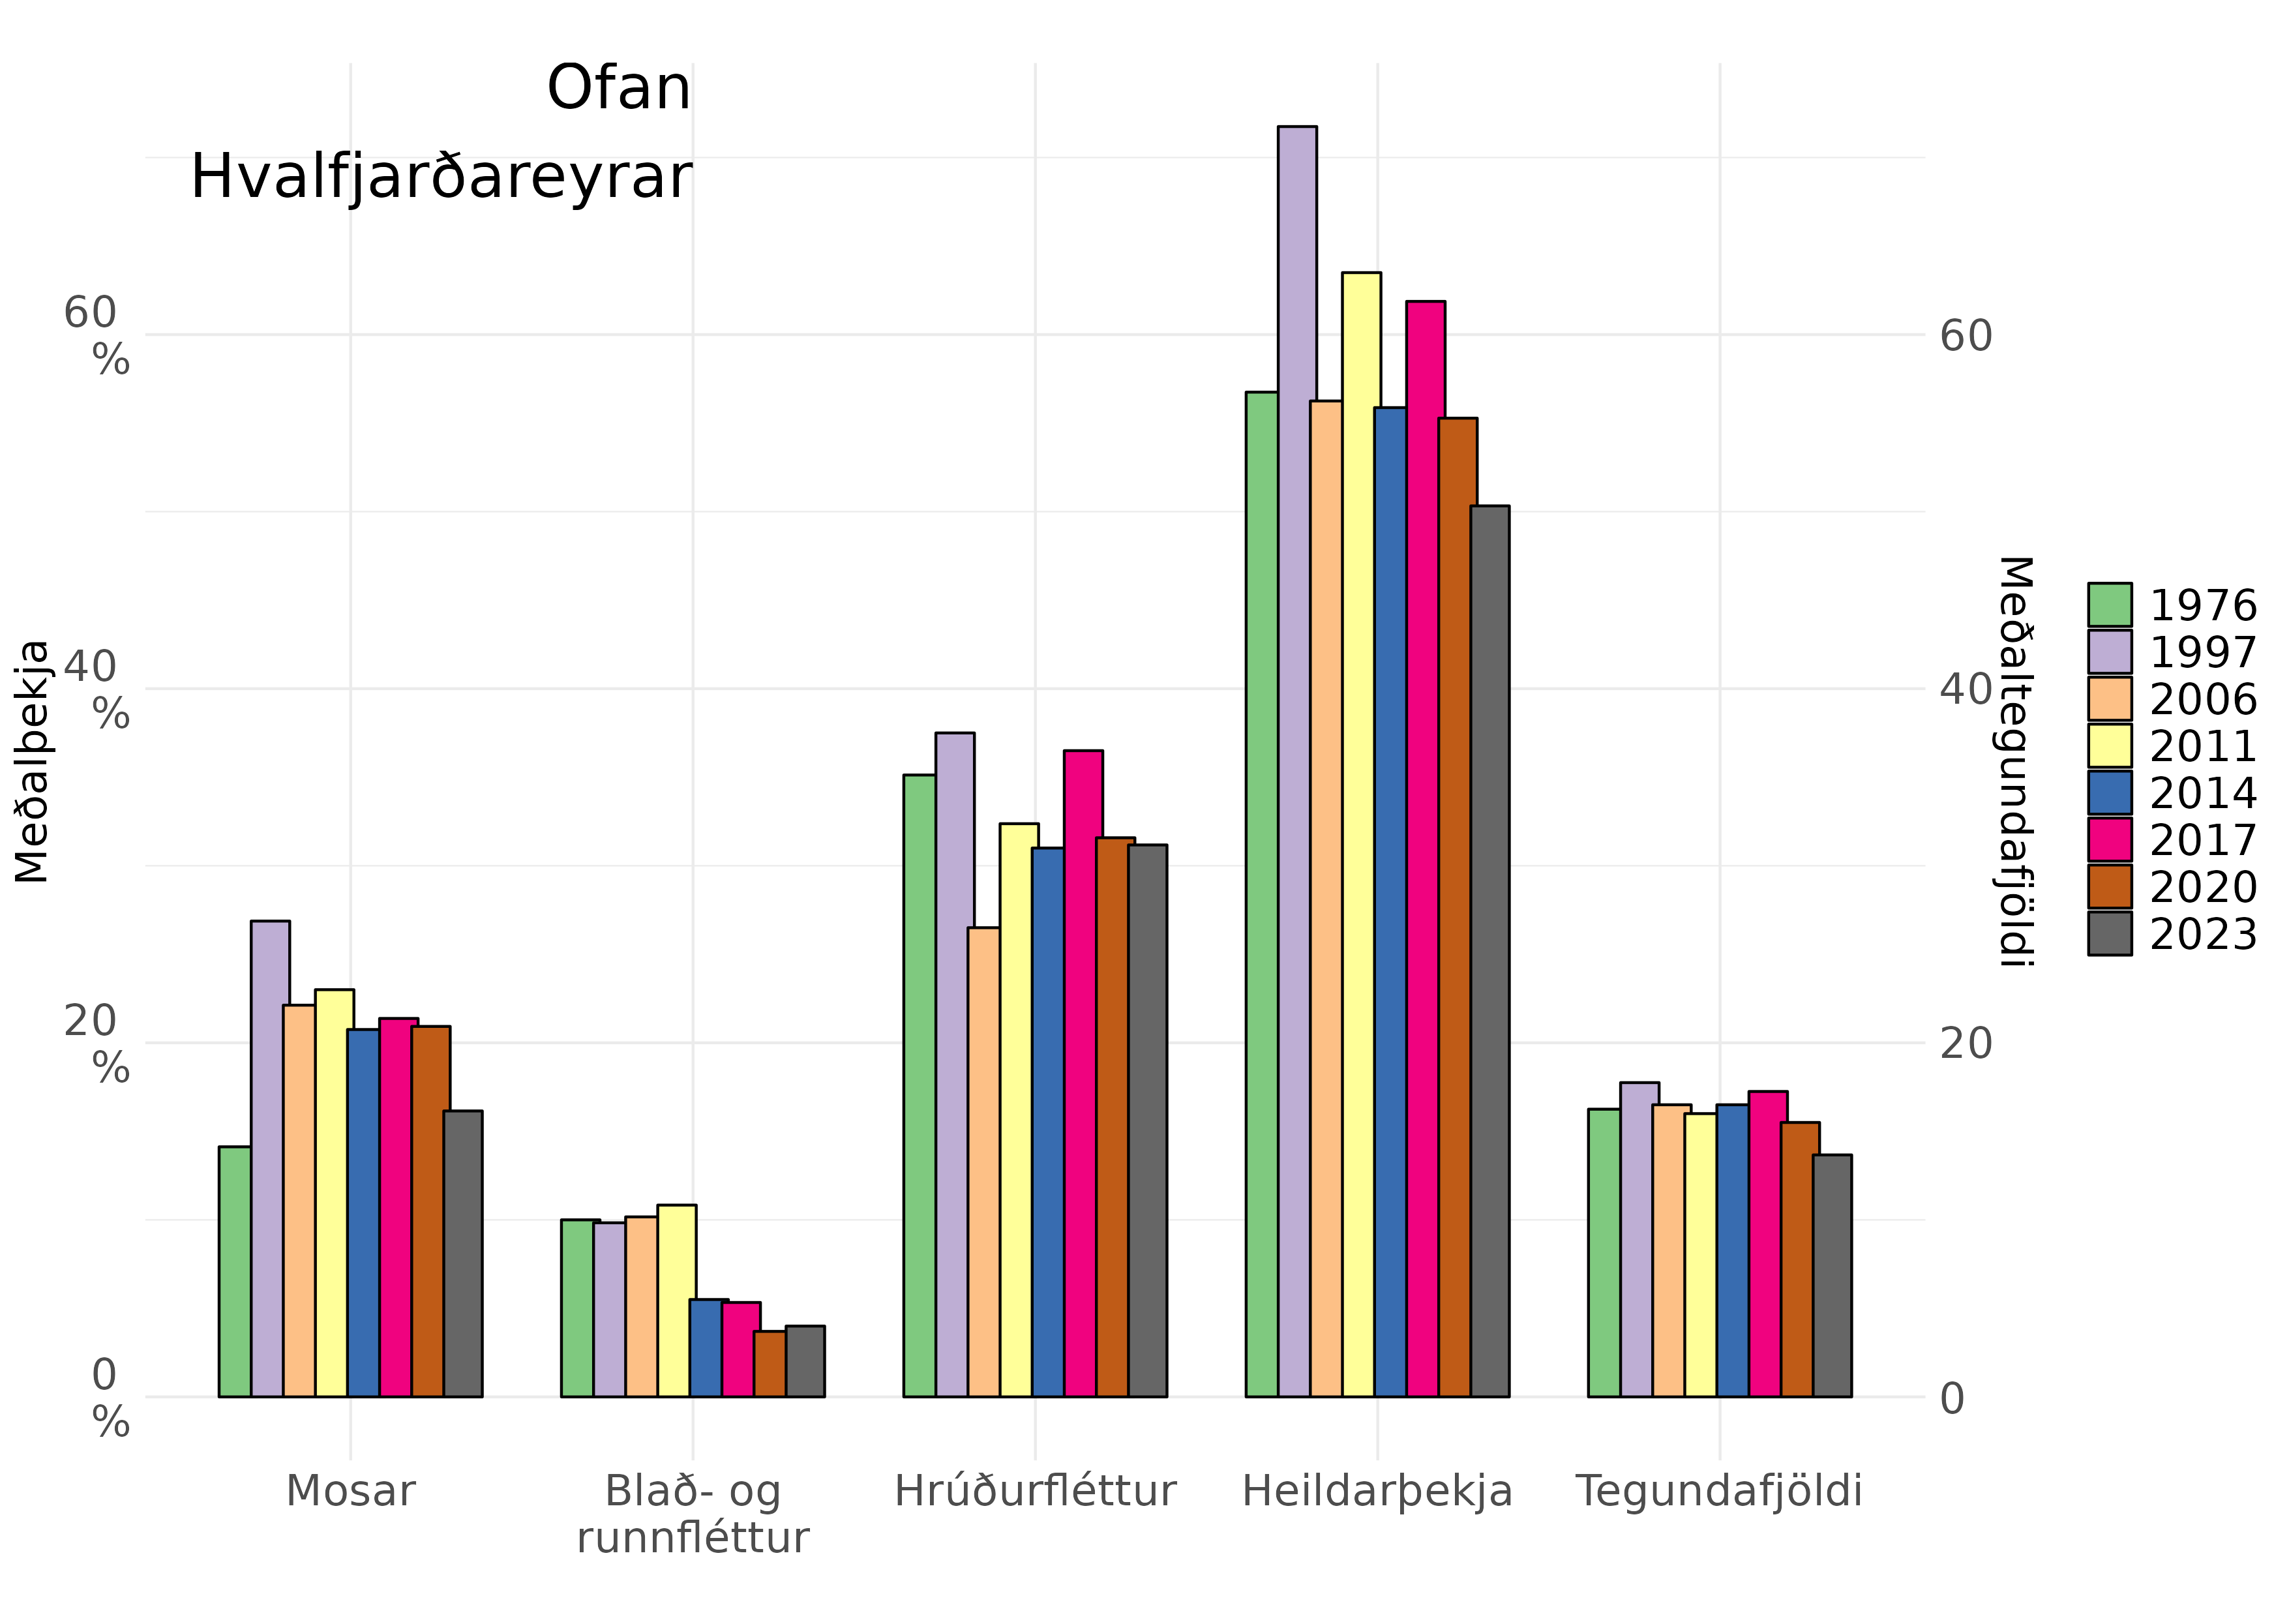 Ofan
Hvalfjarðareyrar
Meðalþekja
60
%
40
%
20
%
0
%
60
40
20
0
Meðaltegundafjöldi
1976
1997
2006
2011
2014
2017
2020
2023
Mosar
Blað- og
runnfléttur
Hrúðurfléttur
Heildarþekja
Tegundafjöldi